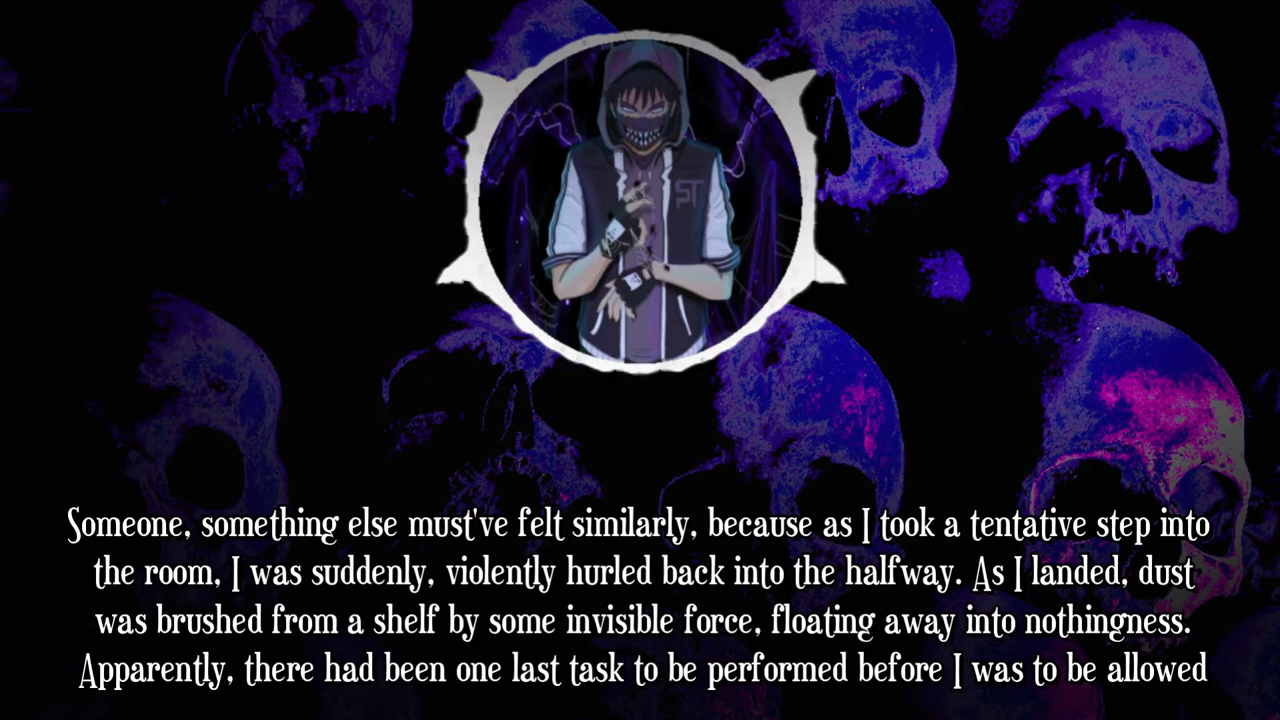 ST
Someone, something else must've felt similarly, because as I took a tentative step into
the room, I was suddenly, violently hurled back into the halfway. As I landed, dust
was brushed from a shelf by some invisible force, floating away into nothingness.
Apparently, there had been one last task to be performed before I was to be allowed